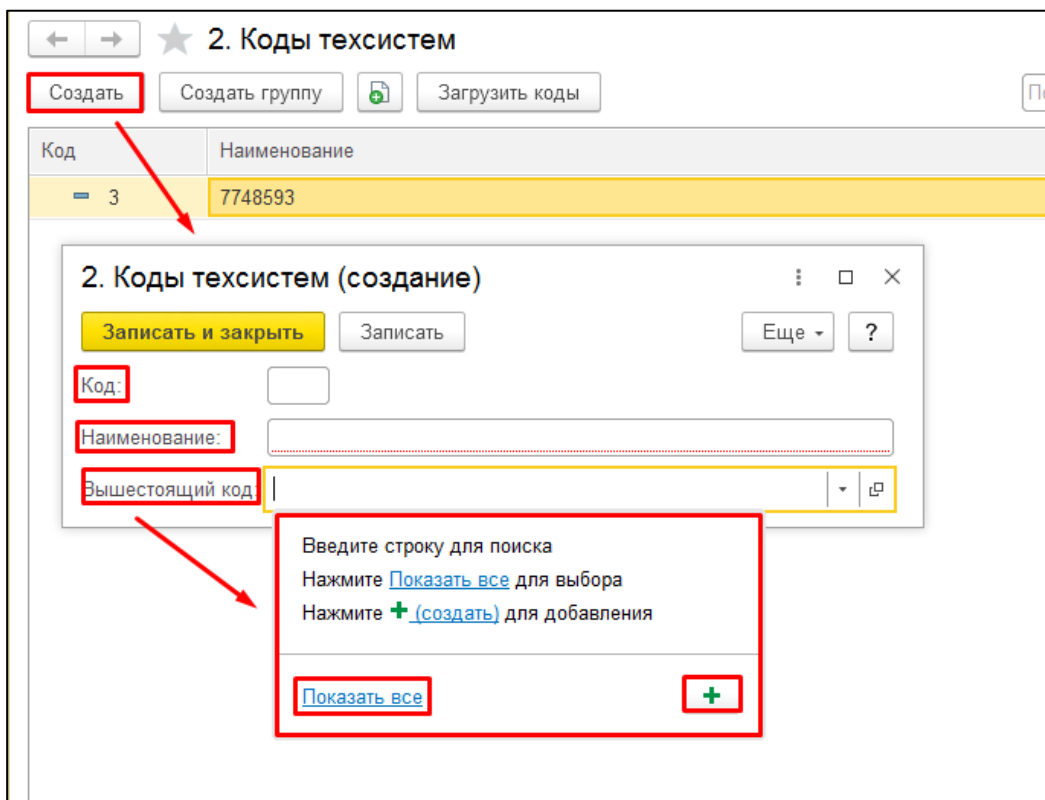 2. Коды техсистем
Создать Создать группу Загрузить коды
Код Наименование
3 7748593
2. Коды техсистем (создание)
Записать и закрыть Записать Еще ?
Код:
Наименование:
Вышестоящий код:
Введите строку для поиска
Нажмите Показать все для выбора
Нажмите + (создать) для добавления
Показать все +